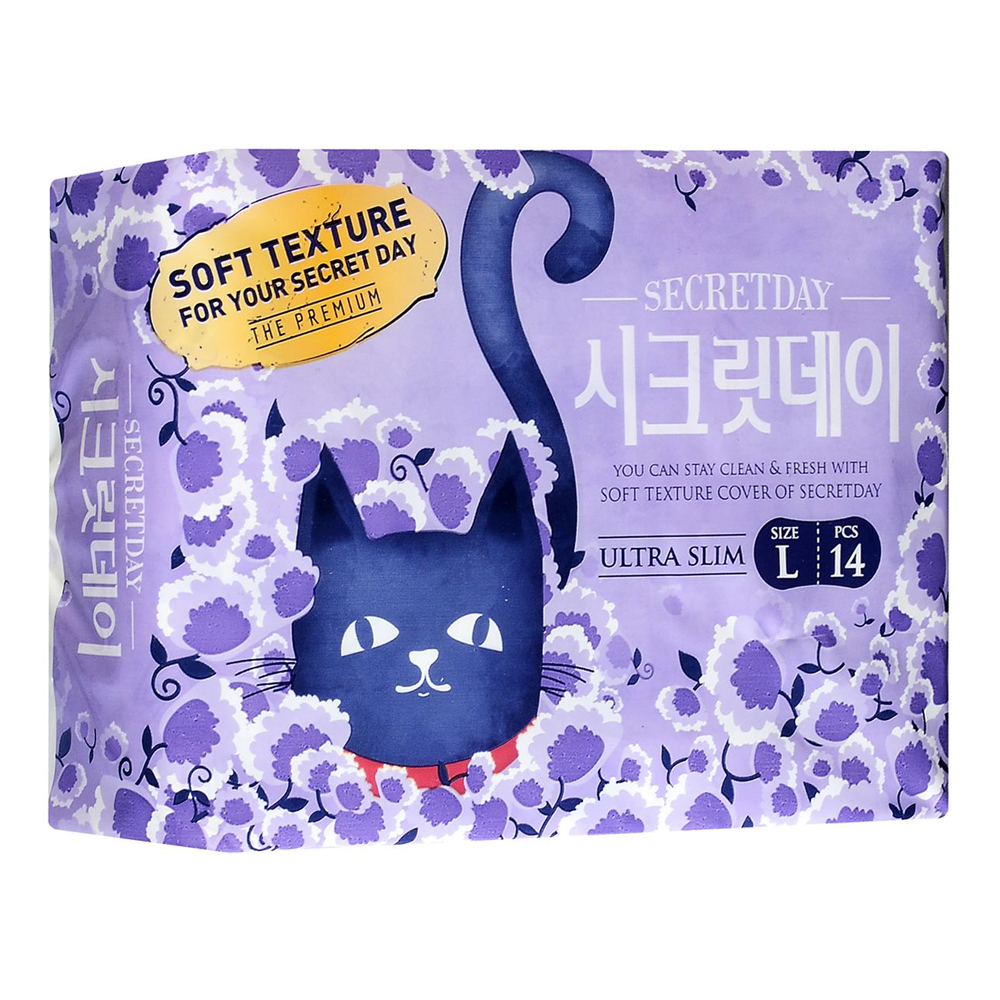 SOFT TEXTURE
FOR YOUR SECRET DAY
THE PREMIUM
SECRETDAY
시크릿데이
YOU CAN STAY CLEAN & FRESH WITH
SOFT TEXTURE COVER OF SECRETDAY
ULTRA SLIM
SIZE
L
PCS
14
SECRETDAY
시크릿데이